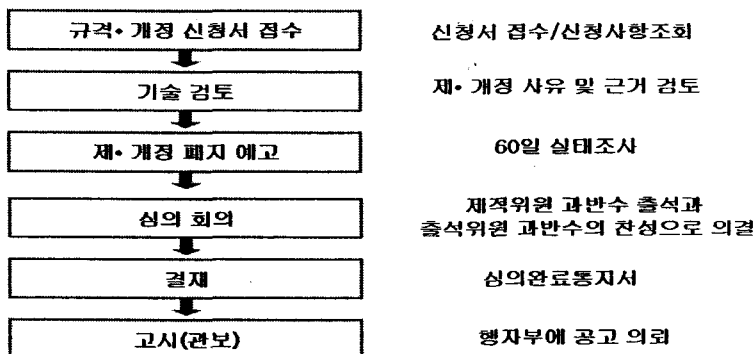 규격• 개정 신청서 접수
신청서 접수/신청사항조회
기술 검토
제• 개정 사유 및 근거 검토
제• 개정 폐지 예고
60일 실태조사
심의 회의
제적위원 과반수 출석과
출석위원 과반수의 찬성으로 의결
결재
심의완료통지서
고시(관보)
행자부에 공고 의뢰